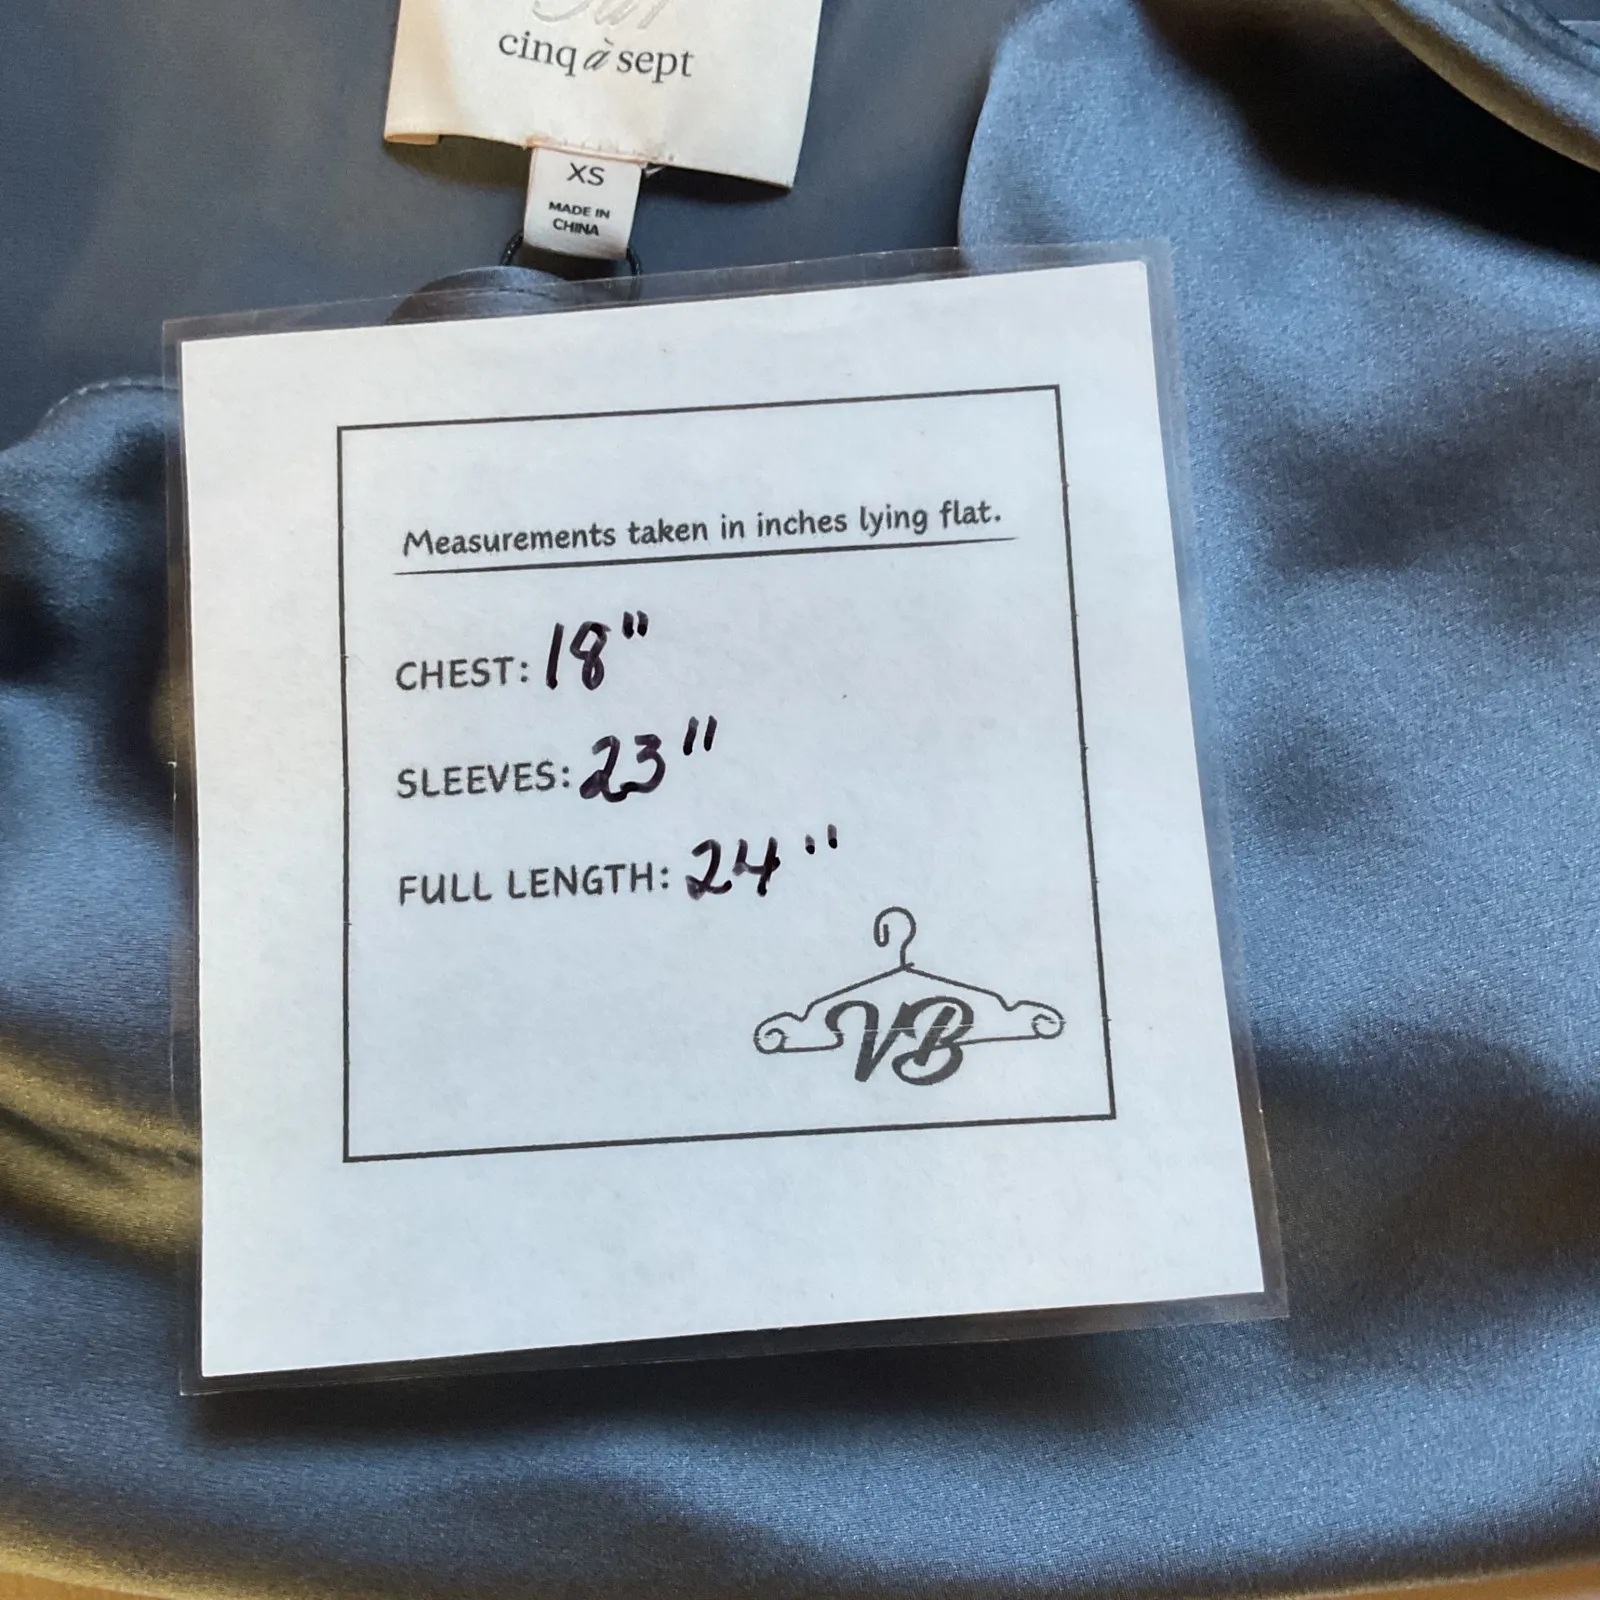 cinq à sept
XS
MADE IN
CHINA
Measurements taken in inches lying flat.
CHEST: 18"
SLEEVES: 23"
FULL LENGTH: 24"
VB